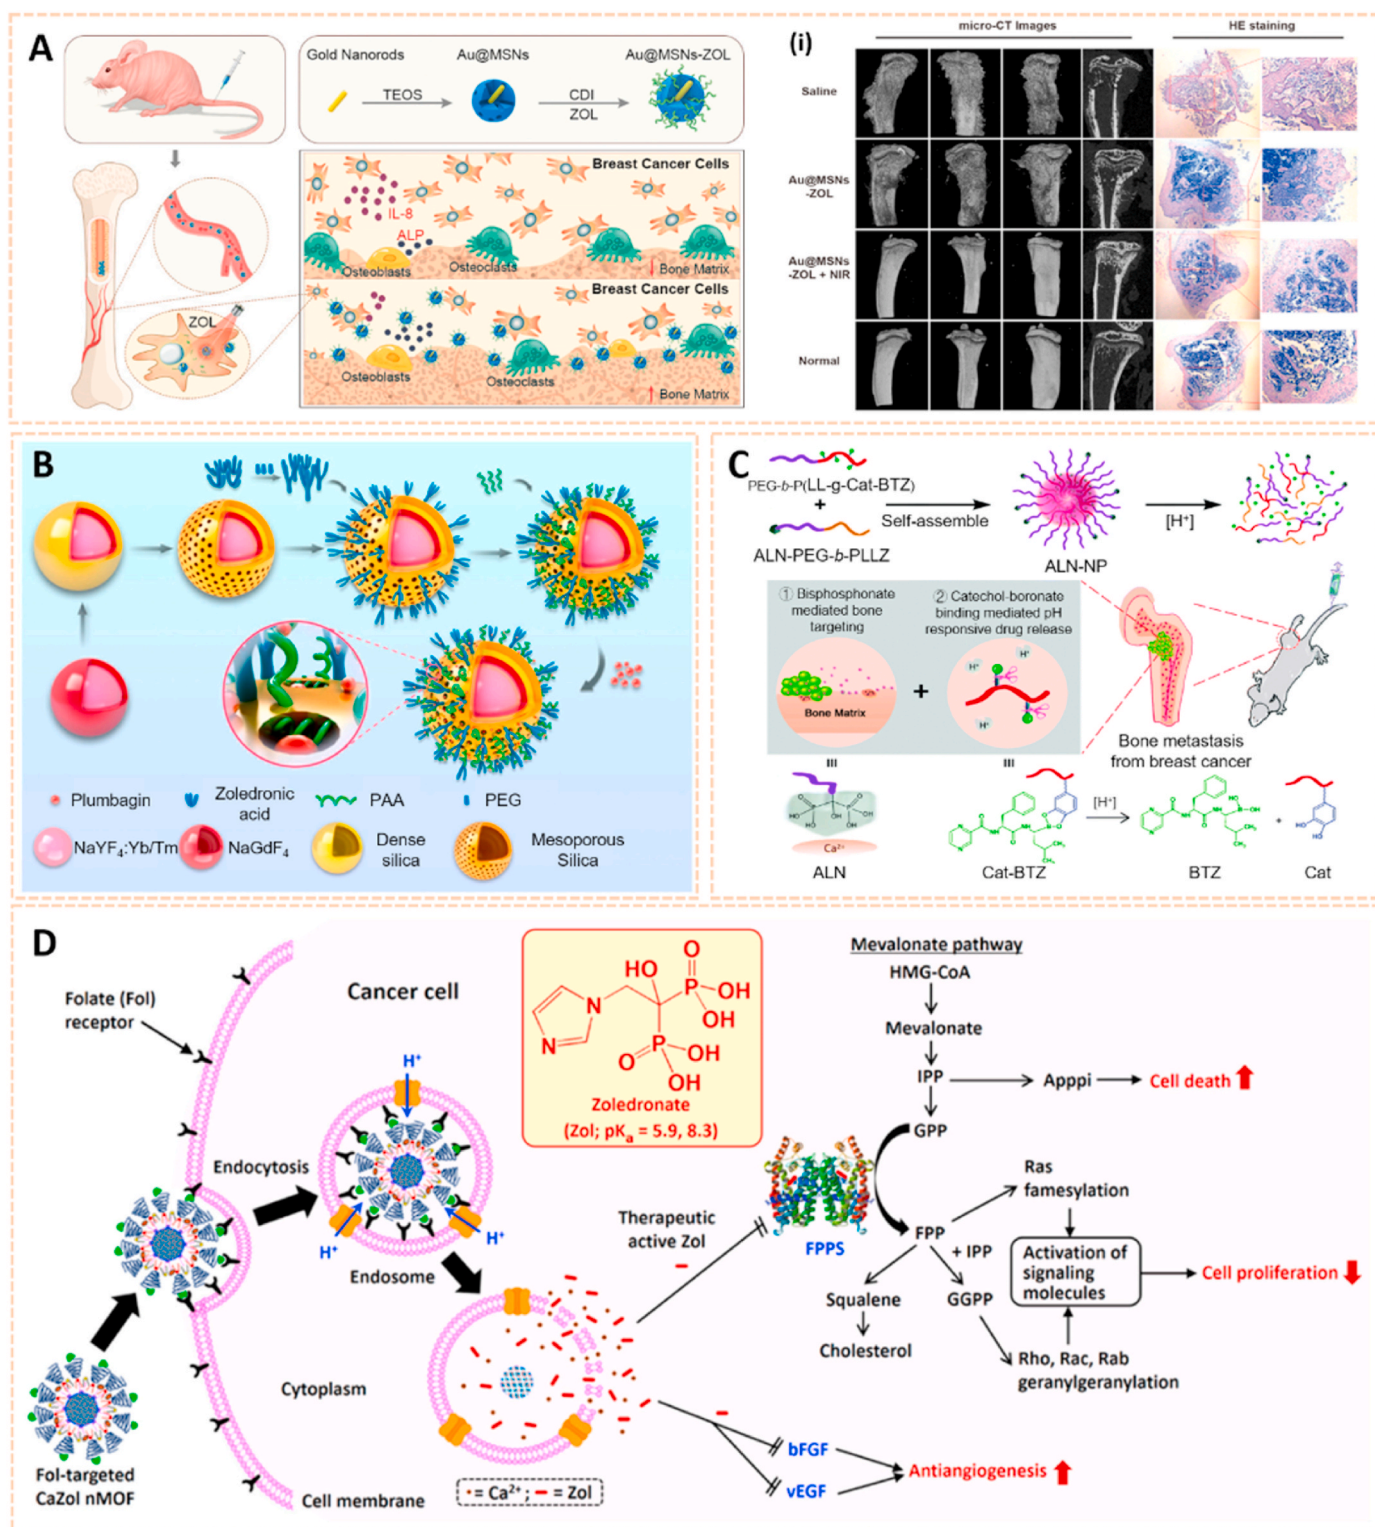 A
Gold Nanorods
Au@MSNs
Au@MSNs-ZOL
TEOS
CDI
ZOL
Breast Cancer Cells
IL-8
ALP
Osteoblasts
Osteoclasts
↓ Bone Matrix
Breast Cancer Cells
ZOL
Osteoblasts
Osteoclasts
↑ Bone Matrix
(i)
micro-CT Images
HE staining
Saline
Au@MSNs
-ZOL
Au@MSNs
-ZOL + NIR
Normal
B
Plumbagin
Zoledronic
acid
PAA
PEG
NaYF4:Yb/Tm
NaGdF4
Dense
silica
Mesoporous
Silica
C
PEG-b-P(LL-g-Cat-BTZ)
+
Self-assemble
[H+]
ALN-PEG-b-PLLZ
ALN-NP
① Bisphosphonate
mediated bone
targeting
② Catechol-boronate
binding mediated pH
responsive drug release
H+
H+
H+
Bone Matrix
+
Bone metastasis
from breast cancer
[H+]
+
Ca2+
ALN
Cat-BTZ
BTZ
Cat
D
Folate (Fol)
receptor
Cancer cell
H+
Endocytosis
H+
H+
Endosome
Cytoplasm
Fol-targeted
CaZol nMOF
Cell membrane
= Ca2+ ; = Zol
HO
O
P
OH
OH
N
N
O
P
OH
OH
Zoledronate
(Zol; pKa = 5.9, 8.3)
Therapeutic
active Zol
Mevalonate pathway
HMG-CoA
Mevalonate
IPP
Apppi
Cell death
GPP
FPPS
Ras
famesylation
FPP
+ IPP
Activation of
signaling
molecules
Cell proliferation
Squalene
GGPP
Cholesterol
Rho, Rac, Rab
geranylgeranylation
bFGF
vEGF
Antiangiogenesis